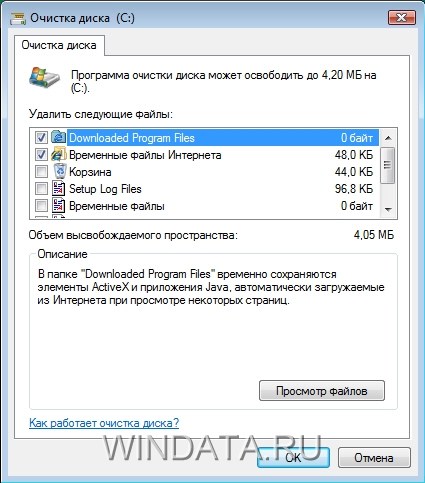 Очистка диска (C:)
Очистка диска
Программа очистки диска может освободить до 4,20 МБ на
(C:).
Удалить следующие файлы:
Downloaded Program Files 0 байт
Временные файлы Интернета 48,0 КБ
Корзина 44,0 КБ
Setup Log Files 96,8 КБ
Временные файлы 0 байт
Объем высвобождаемого пространства: 4,05 МБ
Описание
В папке "Downloaded Program Files" временно сохраняются
элементы ActiveX и приложения Java, автоматически загружаемые
из Интернета при просмотре некоторых страниц.
Просмотр файлов
Как работает очистка диска?
WINDATA.RU
OK Отмена